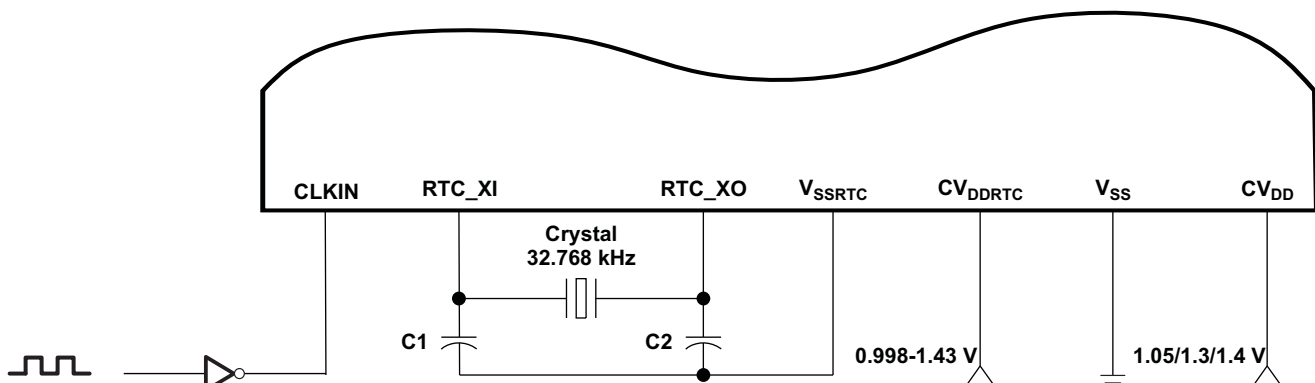 CLKIN RTC_XI RTC_XO VSSRTC CVDDRTC VSS CVDD
Crystal
32.768 kHz
C1 C2 0.998-1.43 V 1.05/1.3/1.4 V